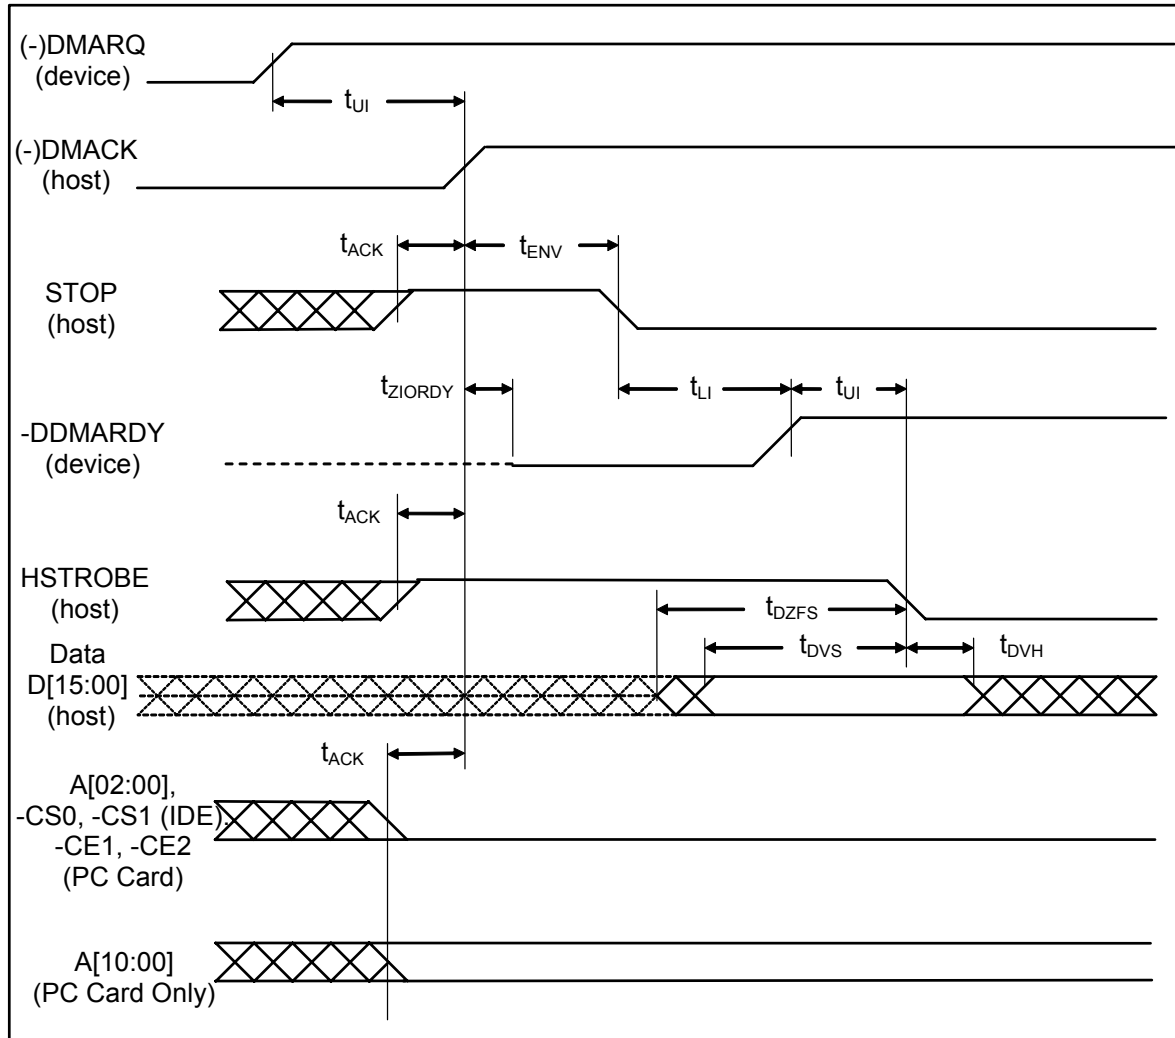 (-)DMARQ
(device)
tUI
(-)DMACK
(host)
tACK
tENV
STOP
(host)
tZIORDY
tLI
tUI
-DDMARDY
(device)
tACK
HSTROBE
(host)
tDZFS
tDVS
tDVH
Data
D[15:00]
(host)
tACK
A[02:00],
-CS0, -CS1 (IDE).
-CE1, -CE2
(PC Card)
A[10:00]
(PC Card Only)